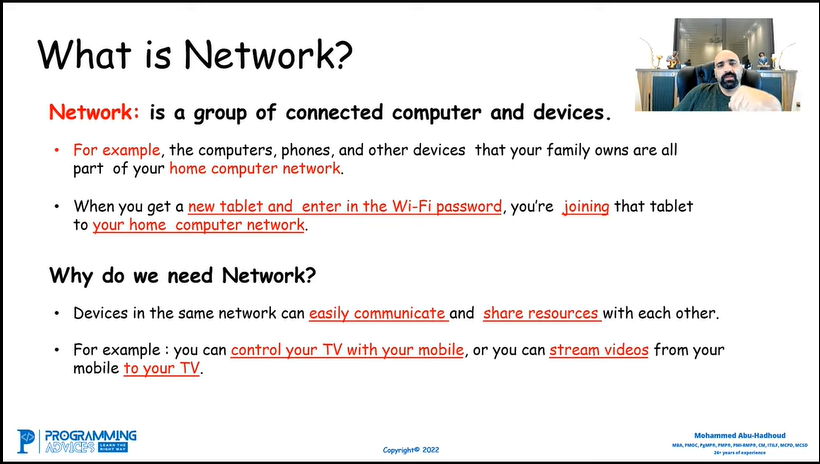 What is Network?
Network: is a group of connected computer and devices.
• For example, the computers, phones, and other devices that your family owns are all
part of your home computer network.
• When you get a new tablet and enter in the Wi-Fi password, you're joining that tablet
to your home computer network.
Why do we need Network?
• Devices in the same network can easily communicate and share resources with each other.
• For example : you can control your TV with your mobile, or you can stream videos from your
mobile to your TV.
PROGRAMMING
ADVICES LEARN THE
RIGHT WAY
Copyright© 2022
Mohammed Abu-Hadhoud
MBA, PMOC, PgMP®, PMP®, PMI-RMP®, CM, ITILF, MCPD, MCSD
26+ years of experience